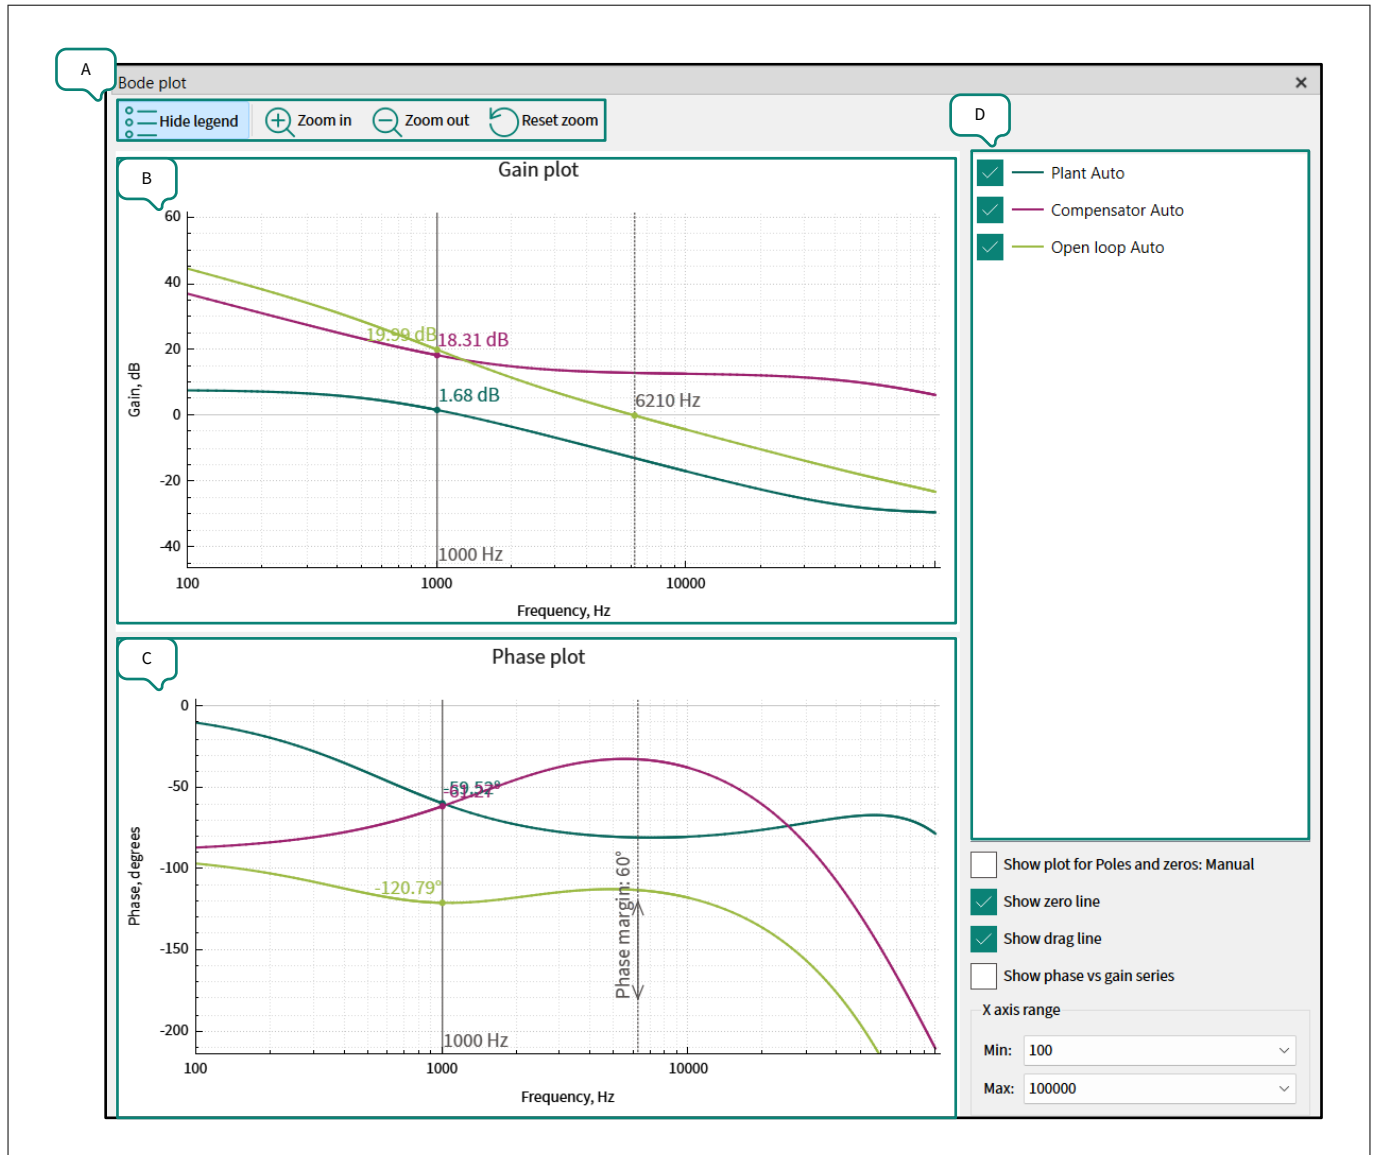 A
Bode plot
Hide legend Zoom in Zoom out Reset zoom
D
B
Gain plot
Plant Auto
Compensator Auto
Open loop Auto
60
40
20
0
-20
-40
Gain, dB
19.99 dB
18.31 dB
1.68 dB
6210 Hz
1000 Hz
100 1000 10000
Frequency, Hz
C
Phase plot
0
-50
-100
-150
-200
Phase, degrees
-59.52°
-120.79°
Phase margin: 60°
1000 Hz
100 1000 10000
Frequency, Hz
Show plot for Poles and zeros: Manual
Show zero line
Show drag line
Show phase vs gain series
X axis range
Min: 100
Max: 100000